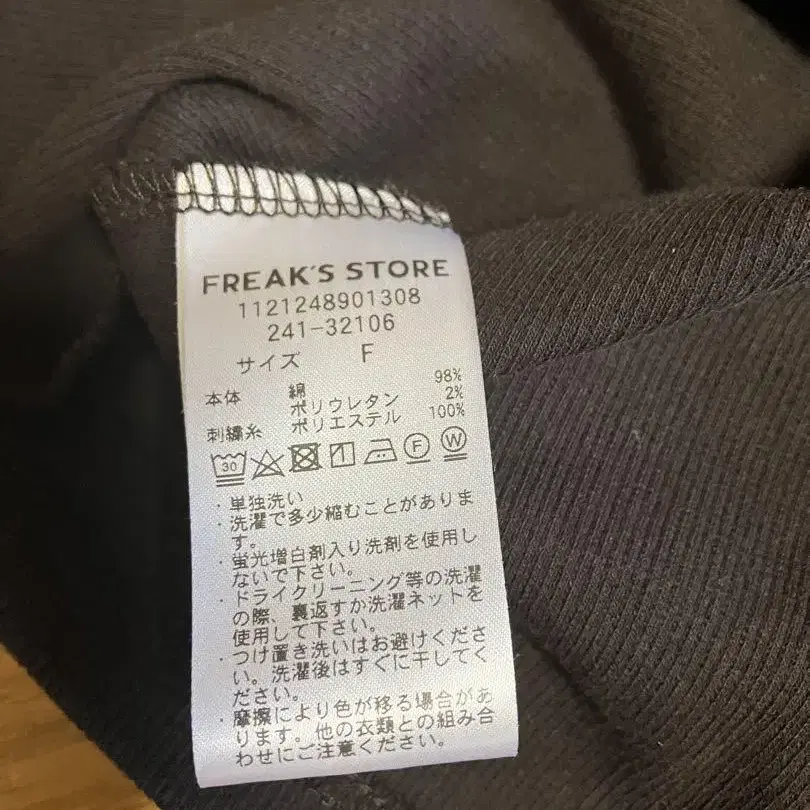 FREAK'S STORE
1121248901308
241-32106
サイズ F
本体 綿 98%
ポリウレタン 2%
刺繍糸 ポリエステル 100%
30 F W
・単独洗い
・洗濯で多少縮むことがありま
す。
・蛍光増白剤入り洗剤を使用し
ないで下さい。
・ドライクリーニング等の洗濯
の際、裏返すか洗濯ネットを
使用して下さい。
・つけ置き洗いはお避けくださ
い。洗濯後はすぐに干してく
ださい。
・摩擦により色が移る場合があ
ります。他の衣類との組み合
わせにご注意ください。